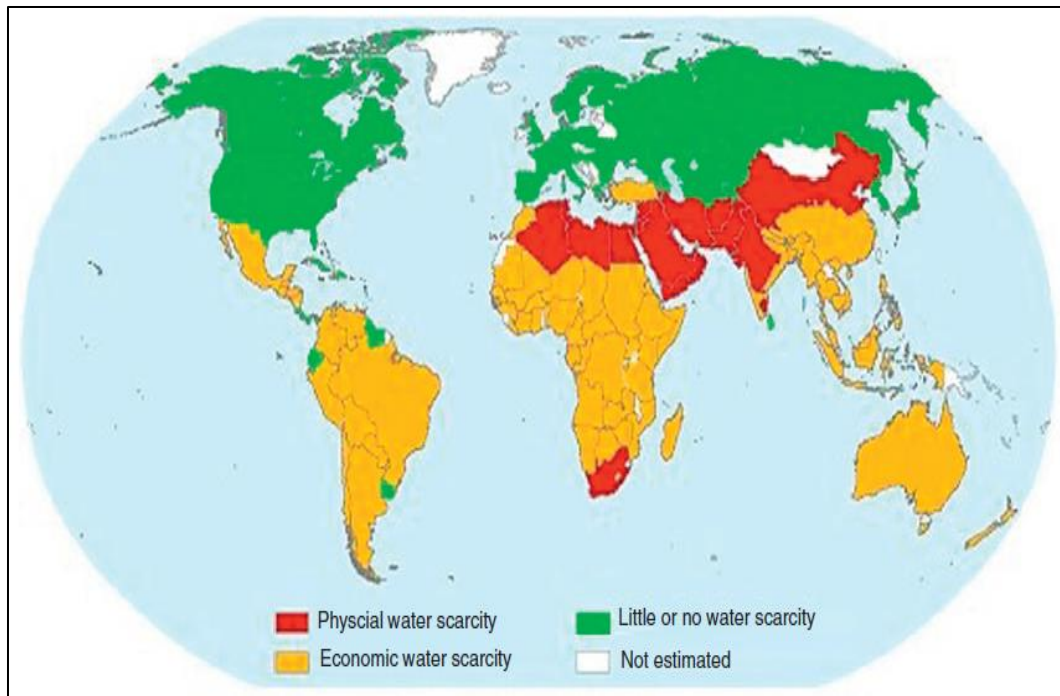 Physcial water scarcity
Little or no water scarcity
Economic water scarcity
Not estimated